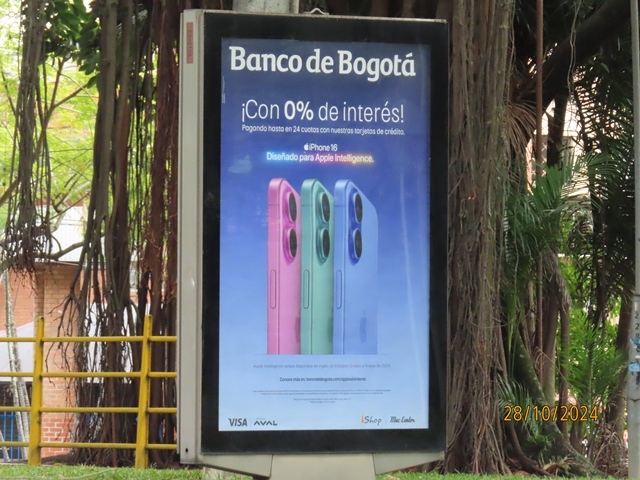 Banco de Bogotá
¡Con 0% de interés!
Pagando hasta en 24 cuotas con nuestras tarjetas de crédito.
iPhone 16
Diseñado para Apple Intelligence.
VISA AVAL iShop Mac Center
28/10/2024